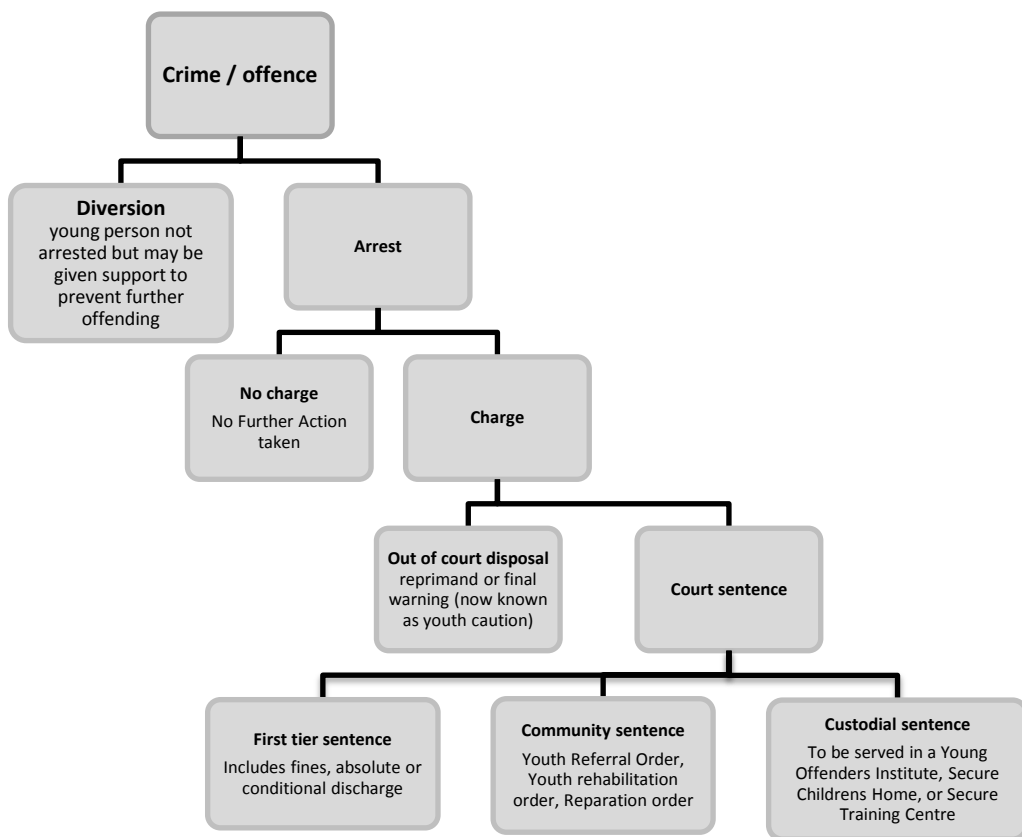 Crime / offence
Diversion
young person not
arrested but may be
given support to
prevent further
offending
Arrest
No charge
No Further Action
taken
Charge
Out of court disposal
reprimand or final
warning (now known
as youth caution)
Court sentence
First tier sentence
Includes fines, absolute or
conditional discharge
Community sentence
Youth Referral Order,
Youth rehabilitation
order, Reparation order
Custodial sentence
To be served in a Young
Offenders Institute, Secure
Childrens Home, or Secure
Training Centre